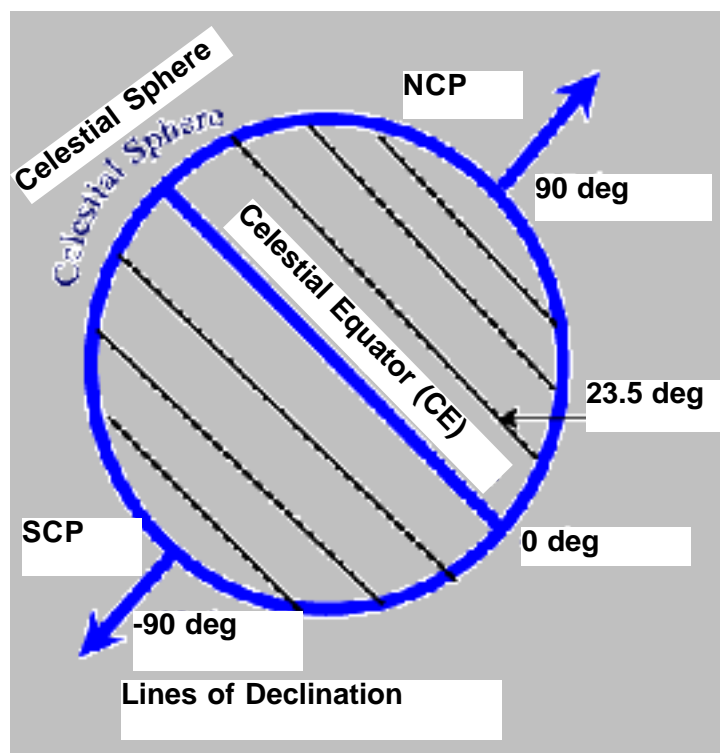 Celestial Sphere
Celestial Sphere
NCP
90 deg
Celestial Equator (CE)
23.5 deg
SCP
0 deg
-90 deg
Lines of Declination